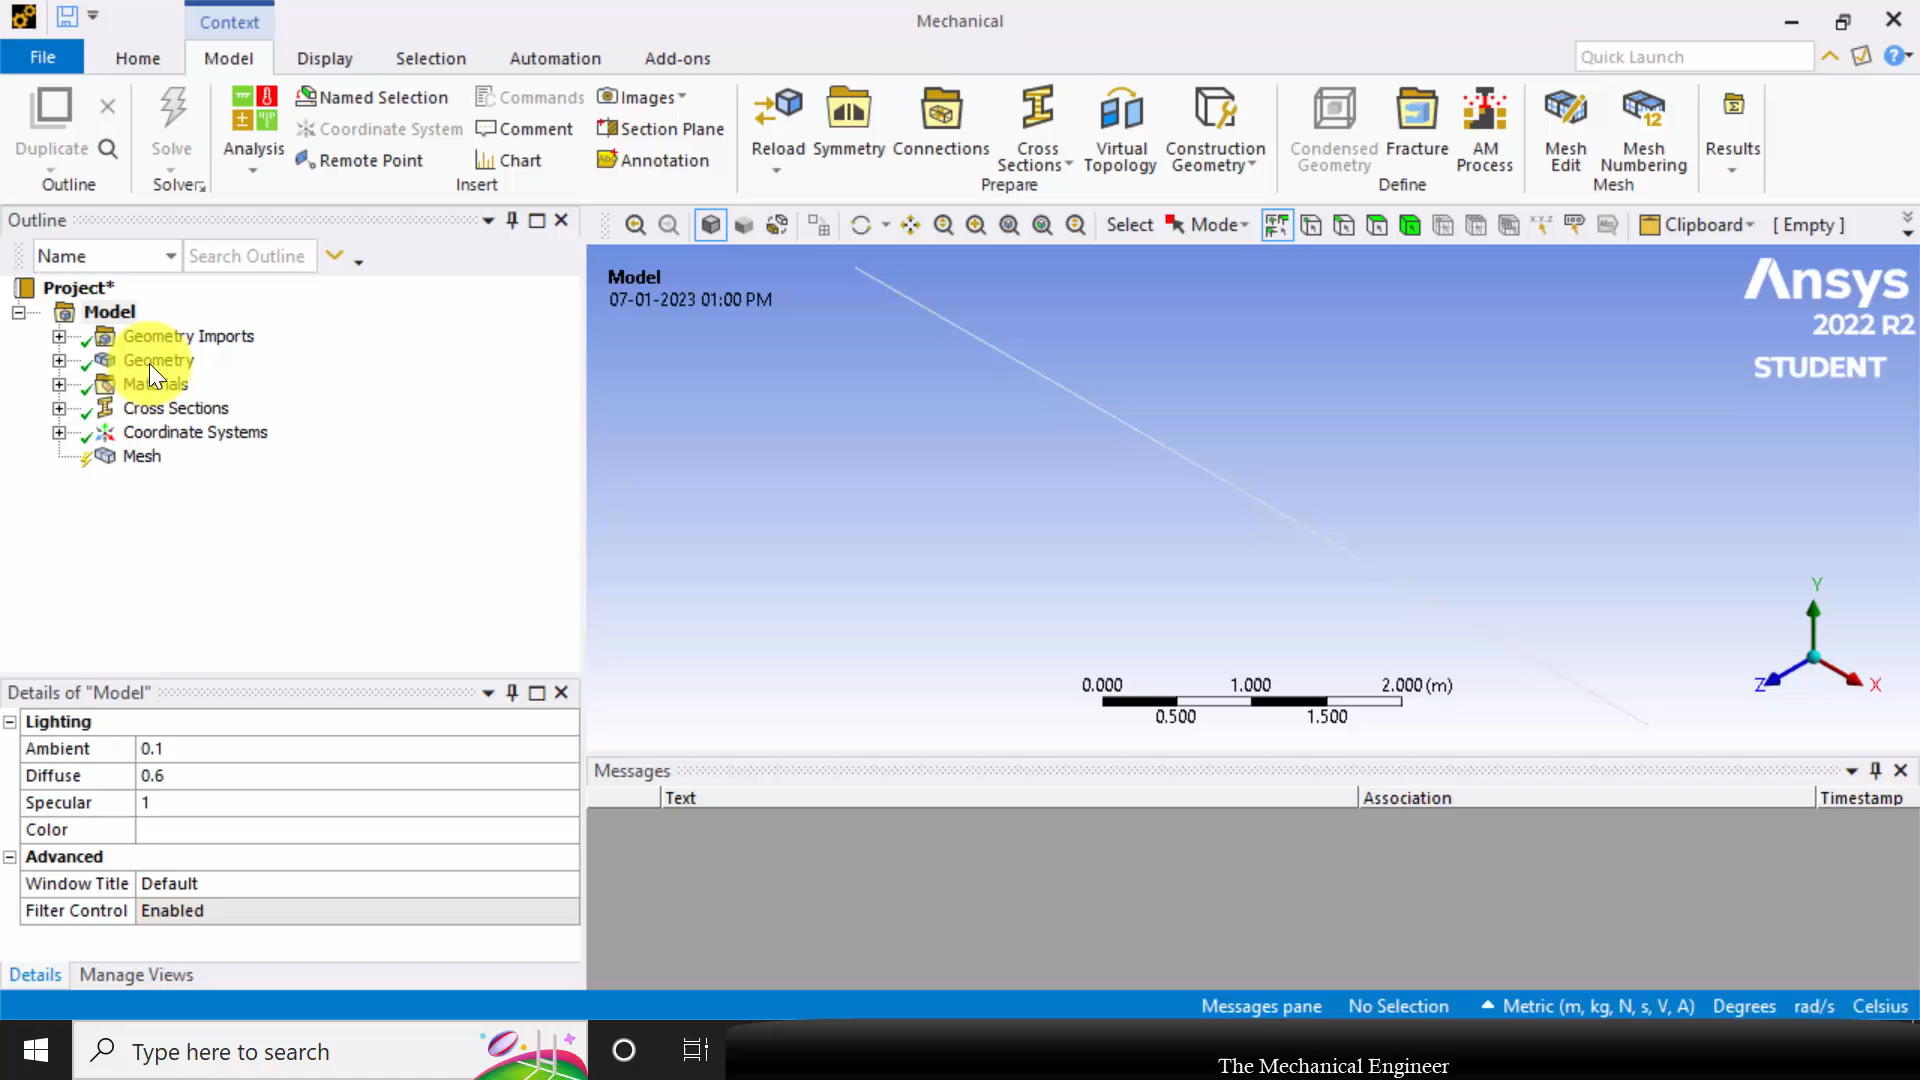 Context
Mechanical
File
Home
Model
Display
Selection
Automation
Add-ons
Quick Launch
Duplicate
Outline
Solve
Solver
Analysis
Named Selection
Coordinate System
Remote Point
Commands
Comment
Chart
Insert
Images
Section Plane
Annotation
Reload
Symmetry
Connections
Cross
Sections
Virtual
Topology
Construction
Geometry
Prepare
Condensed
Geometry
Fracture
AM
Process
Define
Mesh
Edit
Mesh
Numbering
Mesh
Results
Outline
Name
Search Outline
Select
Mode
Clipboard
[ Empty ]
Project*
Model
Geometry Imports
Geometry
Materials
Cross Sections
Coordinate Systems
Mesh
Model
07-01-2023 01:00 PM
Ansys
2022 R2
STUDENT
Y
Z
X
0.000
1.000
2.000 (m)
0.500
1.500
Details of "Model"
Lighting
Ambient 0.1
Diffuse 0.6
Specular 1
Color
Advanced
Window Title Default
Filter Control Enabled
Details
Manage Views
Messages
Text
Association
Timestamp
Messages pane
No Selection
Metric (m, kg, N, s, V, A)
Degrees
rad/s
Celsius
Type here to search
The Mechanical Engineer